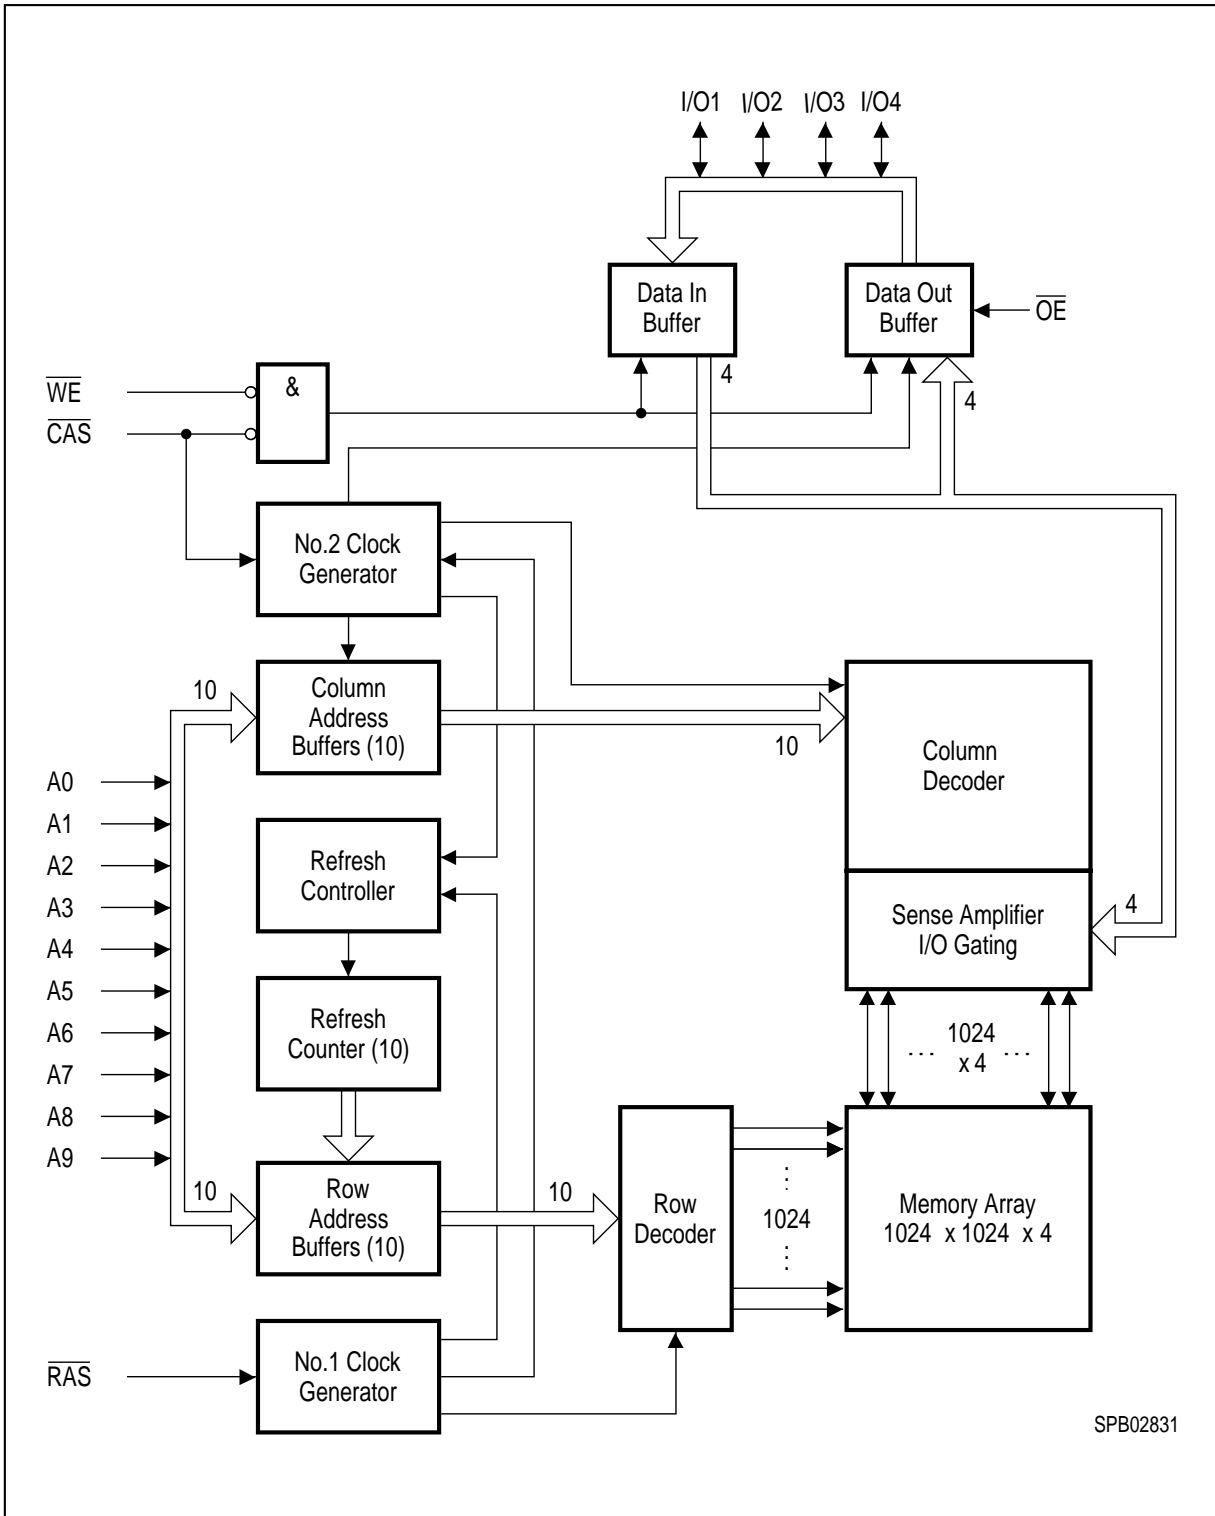 I/O1 I/O2 I/O3 I/O4
Data In
Buffer
Data Out
Buffer
OE
4
4
WE
CAS
&
No.2 Clock
Generator
10
Column
Address
Buffers (10)
10
Column
Decoder
A0
A1
A2
A3
A4
A5
A6
A7
A8
A9
Refresh
Controller
Sense Amplifier
I/O Gating
4
Refresh
Counter (10)
... 1024 ...
x 4
10
Row
Address
Buffers (10)
10
Row
Decoder
1024
Memory Array
1024 x 1024 x 4
RAS
No.1 Clock
Generator
SPB02831